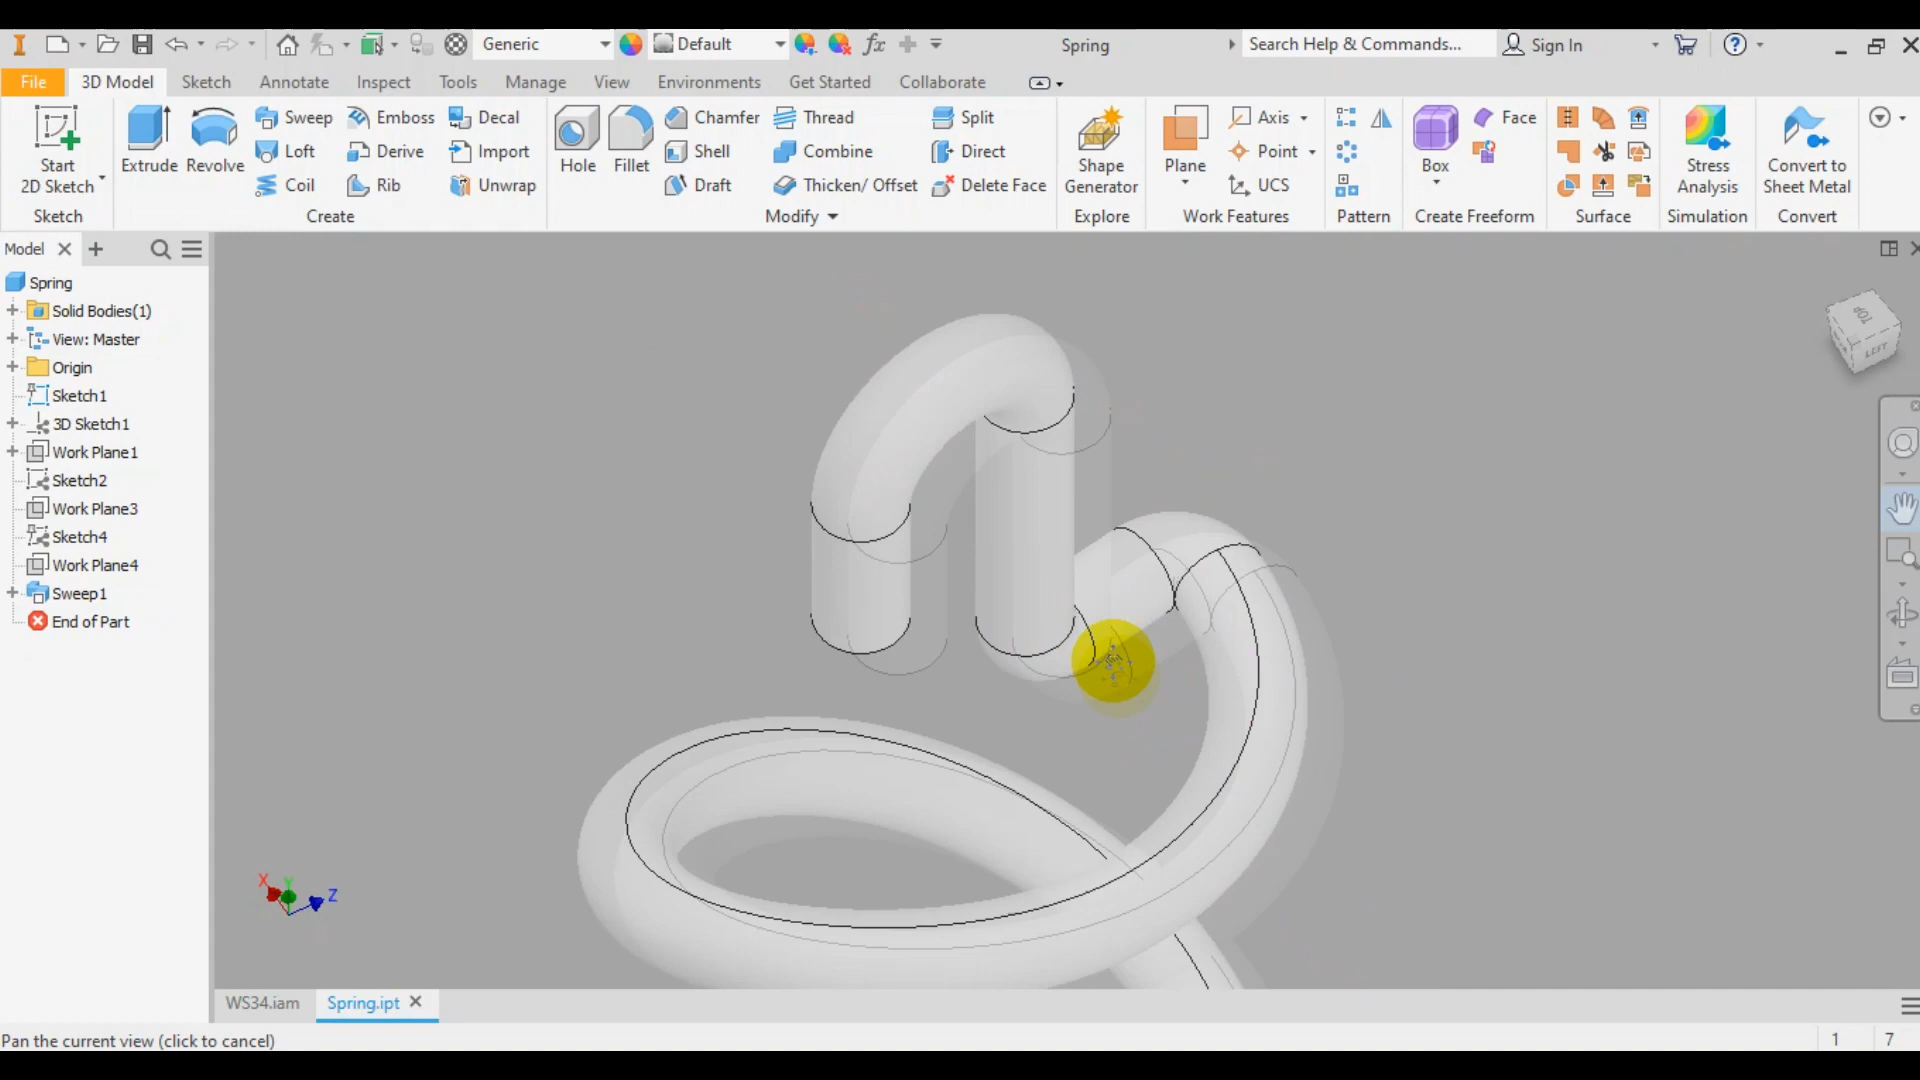 Generic
Default
fx
Spring
Search Help & Commands...
Sign In
File
3D Model
Sketch
Annotate
Inspect
Tools
Manage
View
Environments
Get Started
Collaborate
Start
2D Sketch
Extrude
Revolve
Sweep
Emboss
Decal
Loft
Derive
Import
Coil
Rib
Unwrap
Hole
Fillet
Chamfer
Thread
Split
Shell
Combine
Direct
Draft
Thicken/ Offset
Delete Face
Shape
Generator
Plane
Axis
Point
UCS
Box
Face
Stress
Analysis
Convert to
Sheet Metal
Sketch
Create
Modify
Explore
Work Features
Pattern
Create Freeform
Surface
Simulation
Convert
Model
Spring
Solid Bodies(1)
View: Master
Origin
Sketch1
3D Sketch1
Work Plane1
Sketch2
Work Plane3
Sketch4
Work Plane4
Sweep1
End of Part
TOP
LEFT
X
Y
Z
WS34.iam
Spring.ipt
Pan the current view (click to cancel)
1
7